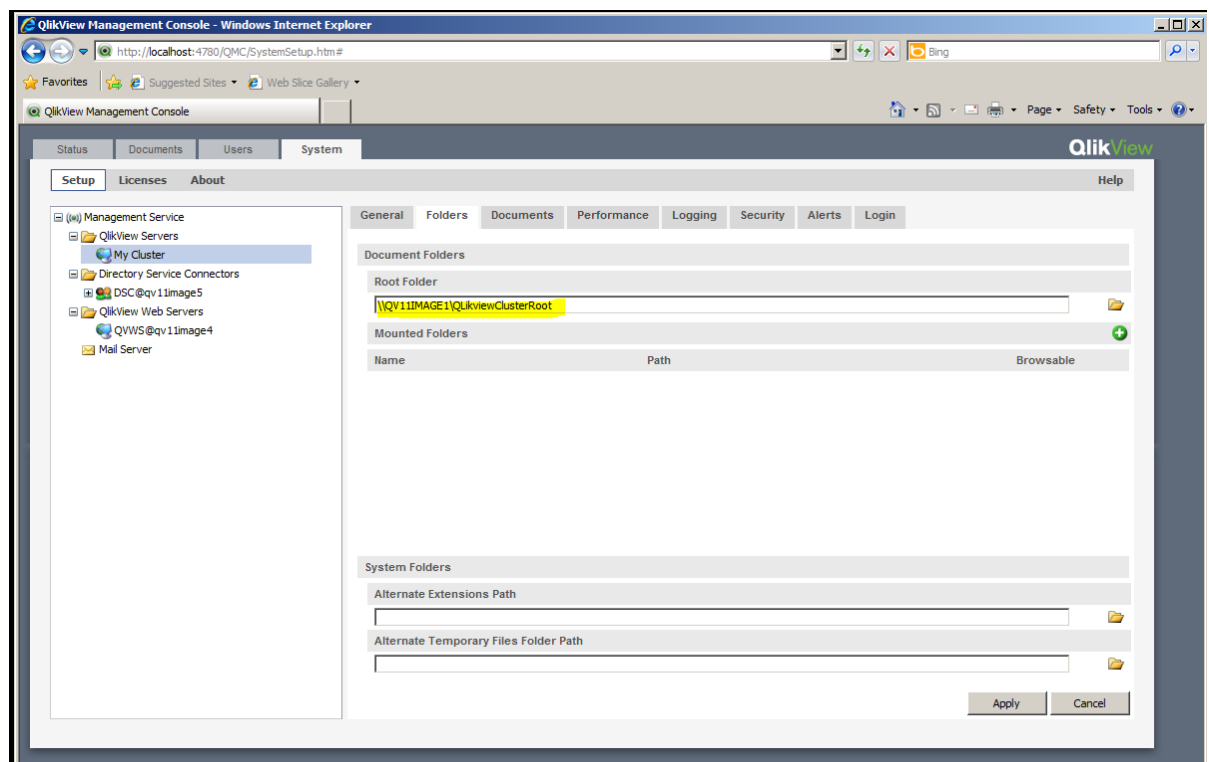 QlikView Management Console - Windows Internet Explorer
http://localhost:4780/QMC/SystemSetup.htm#
Bing
Favorites Suggested Sites Web Slice Gallery
QlikView Management Console Page Safety Tools
Status Documents Users System QlikView
Setup Licenses About Help
Management Service
QlikView Servers
My Cluster
Directory Service Connectors
DSC@qv11image5
QlikView Web Servers
QVWS@qv11image4
Mail Server
General Folders Documents Performance Logging Security Alerts Login
Document Folders
Root Folder
\\QV11IMAGE1\QLikviewClusterRoot
Mounted Folders
Name Path Browsable
System Folders
Alternate Extensions Path
Alternate Temporary Files Folder Path
Apply Cancel